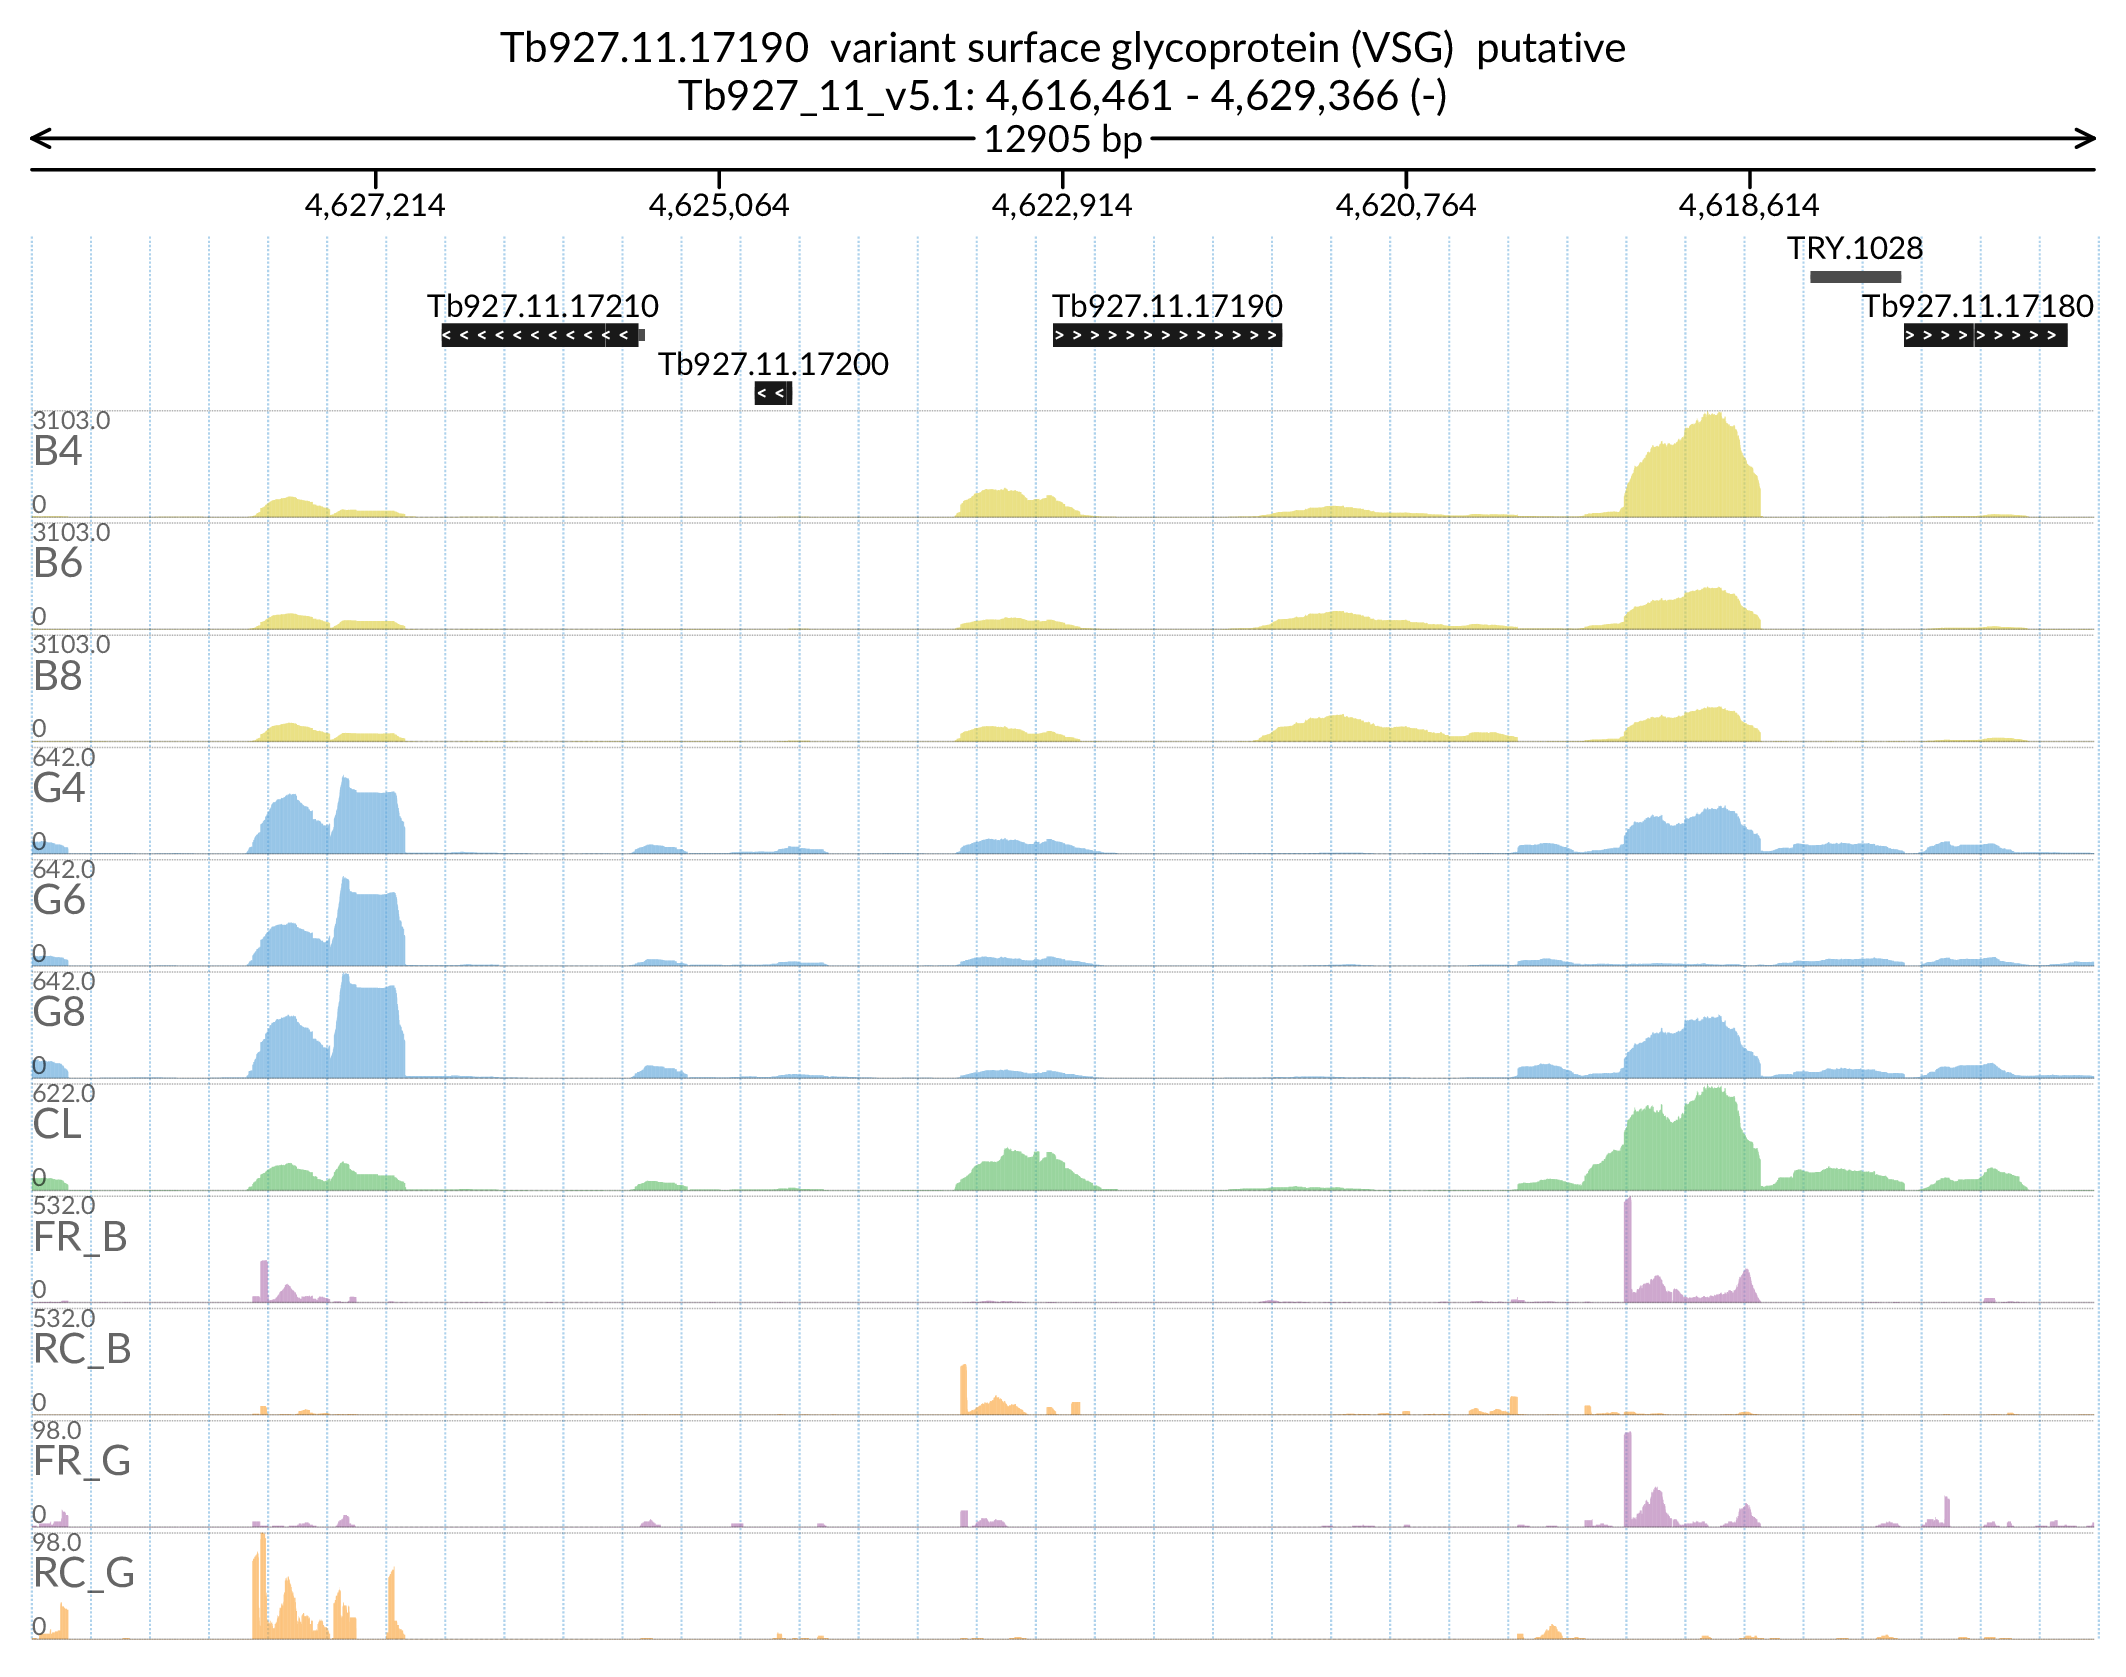 Tb927.11.17190  variant surface glycoprotein (VSG)  putative
Tb927_11_v5.1: 4,616,461 - 4,629,366 (-)
12905 bp
4,627,214 4,625,064 4,622,914 4,620,764 4,618,614
TRY.1028
Tb927.11.17210 Tb927.11.17190 Tb927.11.17180
Tb927.11.17200
3103.0
B4
0
3103.0
B6
0
3103.0
B8
0
642.0
G4
0
642.0
G6
0
642.0
G8
0
622.0
CL
0
532.0
FR_B
0
532.0
RC_B
0
98.0
FR_G
0
98.0
RC_G
0